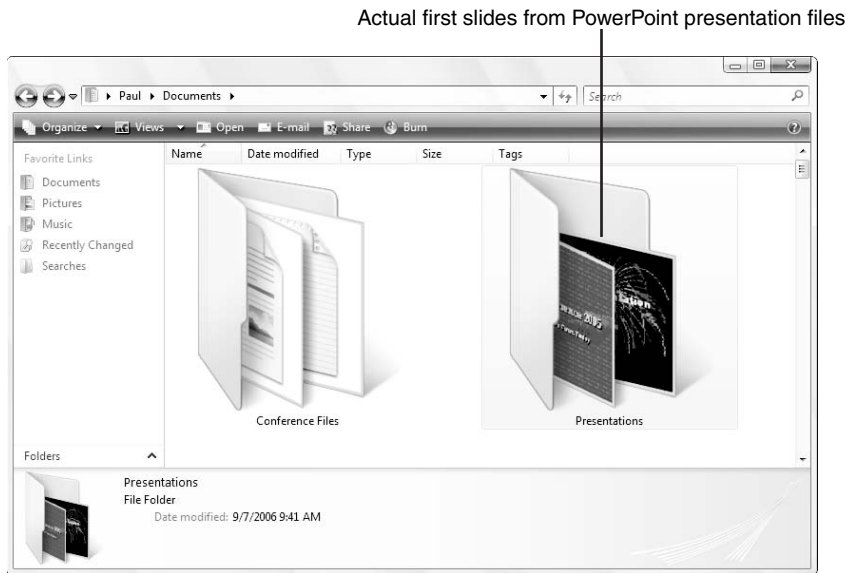 Actual first slides from PowerPoint presentation files
Paul Documents Search
Organize Views Open E-mail Share Burn
Favorite Links Name Date modified Type Size Tags
Documents
Pictures
Music
Recently Changed
Searches
Conference Files Presentations
Folders
Presentations
File Folder
Date modified: 9/7/2006 9:41 AM